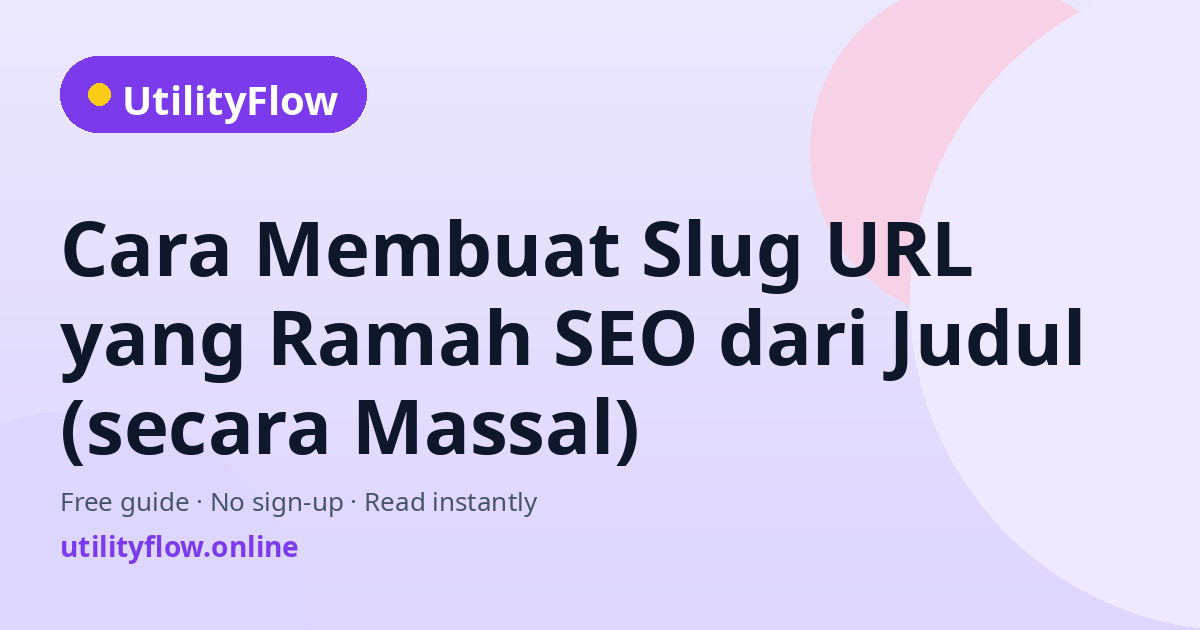 UtilityFlow
Cara Membuat Slug URL
yang Ramah SEO dari Judul
(secara Massal)
Free guide · No sign-up · Read instantly
utilityflow.online